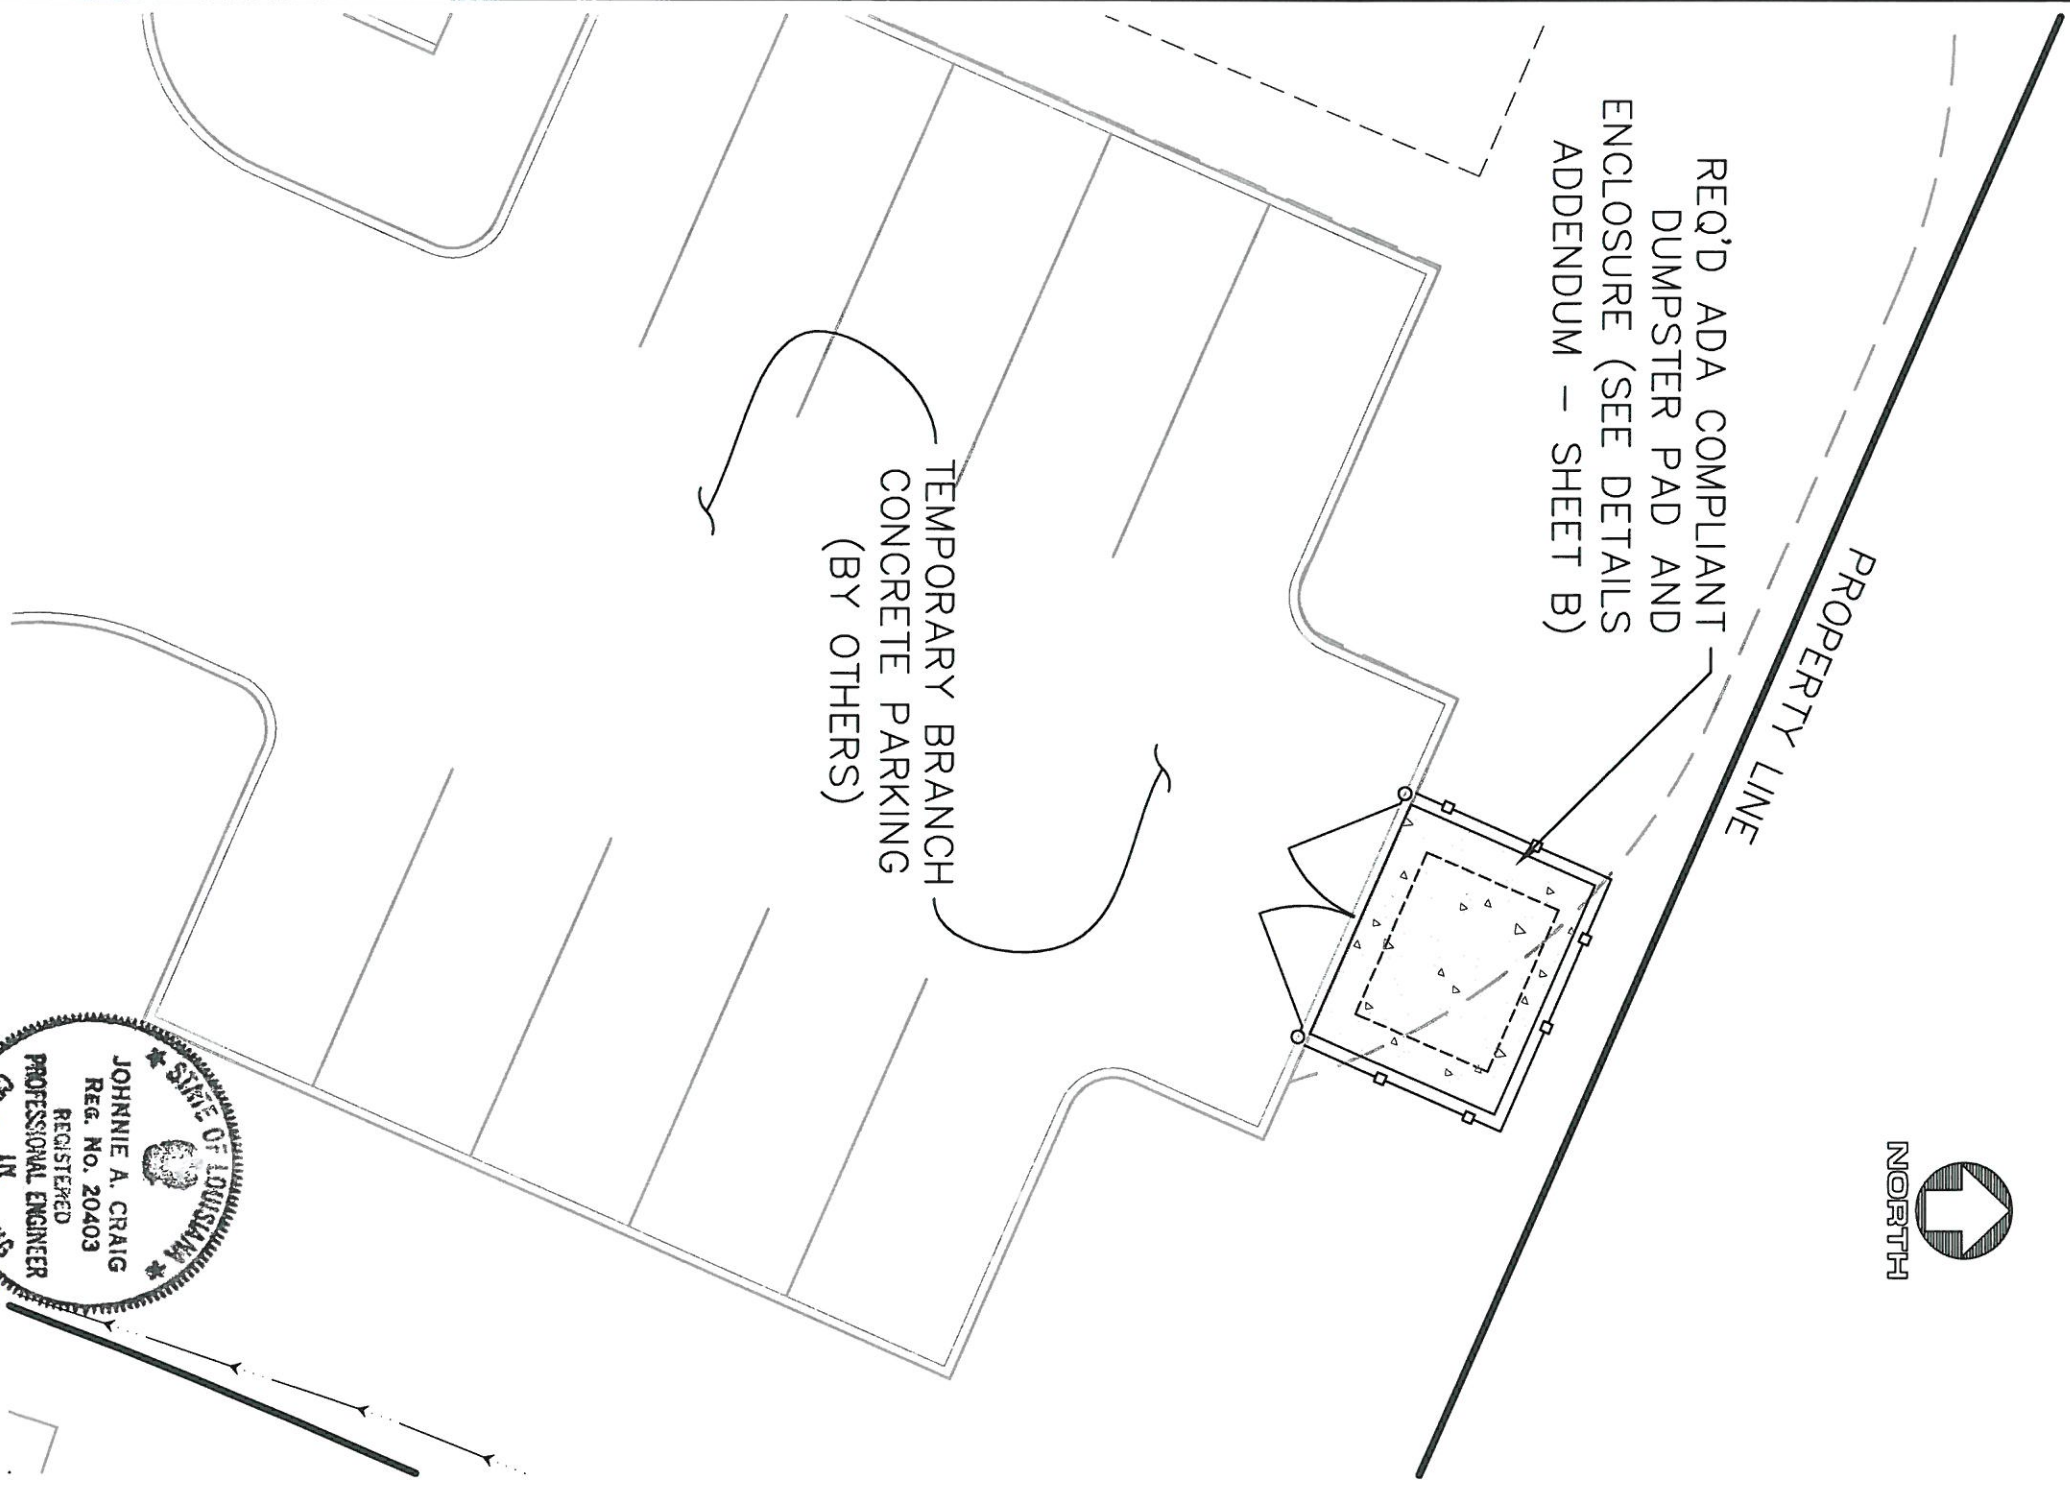 REQ'D ADA COMPLIANT
DUMPSTER PAD AND
ENCLOSURE (SEE DETAILS
ADDENDUM – SHEET B)
PROPERTY LINE
NORTH
TEMPORARY BRANCH
CONCRETE PARKING
(BY OTHERS)
STATE OF LOUISIANA
JOHNNIE A. CRAIG
REG. No. 20403
REGISTERED
PROFESSIONAL ENGINEER
IN